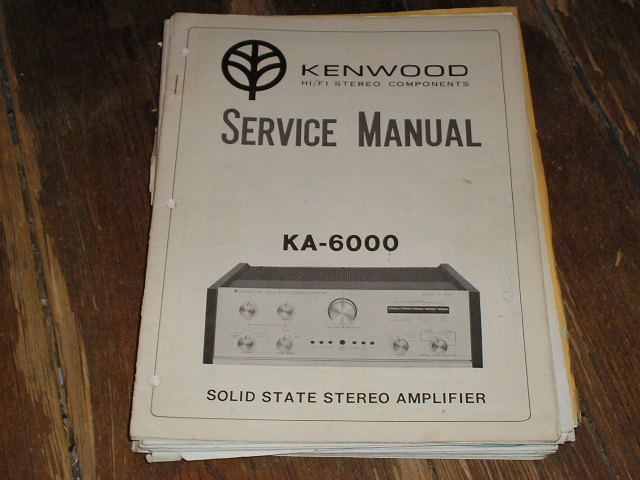 KENWOOD
HI/FI STEREO COMPONENTS
SERVICE MANUAL
KA-6000
SOLID STATE STEREO AMPLIFIER